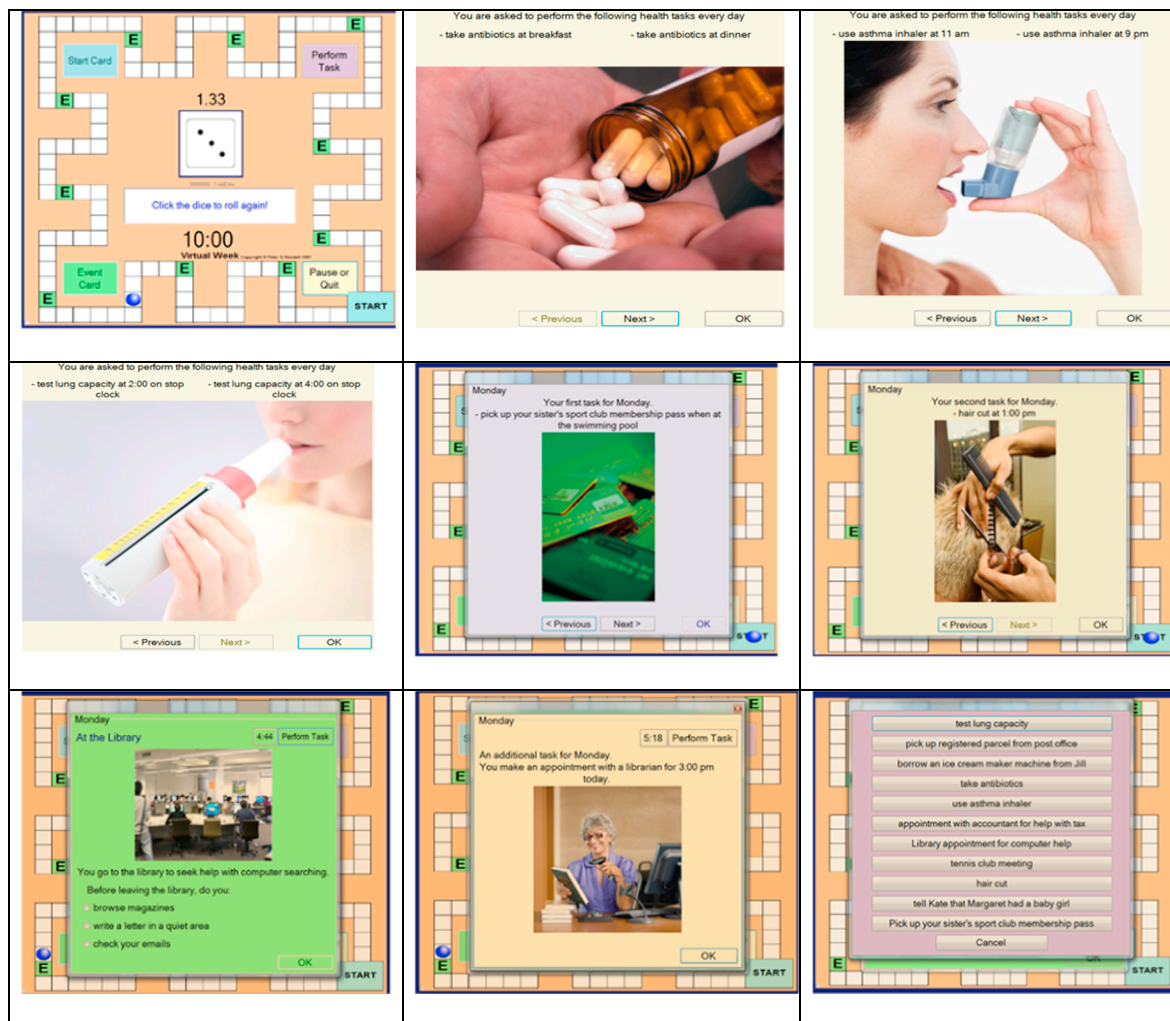 E
E
E
Start Card
Perform
Task
E
1.33
E
E
Click the dice to roll again!
E
10:00
Virtual Week Copyright © Peter G Rendell 1997
Event
Card
E
E
Pause or
Quit
E
START
You are asked to perform the following health tasks every day
- take antibiotics at breakfast - take antibiotics at dinner
< Previous Next > OK
You are asked to perform the following health tasks every day
- use asthma inhaler at 11 am - use asthma inhaler at 9 pm
< Previous Next > OK
You are asked to perform the following health tasks every day
- test lung capacity at 2:00 on stop - test lung capacity at 4:00 on stop
clock clock
< Previous Next > OK
E
Monday
Your first task for Monday.
- pick up your sister's sport club membership pass when at
the swimming pool
E
E
< Previous Next > OK
E
E
Monday
Your second task for Monday.
- hair cut at 1:00 pm
E
E
< Previous Next > OK
E
E
Monday
At the Library 4:44 Perform Task
E
E
You go to the library to seek help with computer searching.
Before leaving the library, do you:
browse magazines
write a letter in a quiet area
check your emails
OK
E
START
E
Monday
5:18 Perform Task
An additional task for Monday.
You make an appointment with a librarian for 3:00 pm
today.
E
E
OK
E
START
E
test lung capacity
pick up registered parcel from post office
borrow an ice cream maker machine from Jill
take antibiotics
E
use asthma inhaler
appointment with accountant for help with tax
Library appointment for computer help
E
tennis club meeting
hair cut
tell Kate that Margaret had a baby girl
Pick up your sister's sport club membership pass
Cancel
OK
E
START